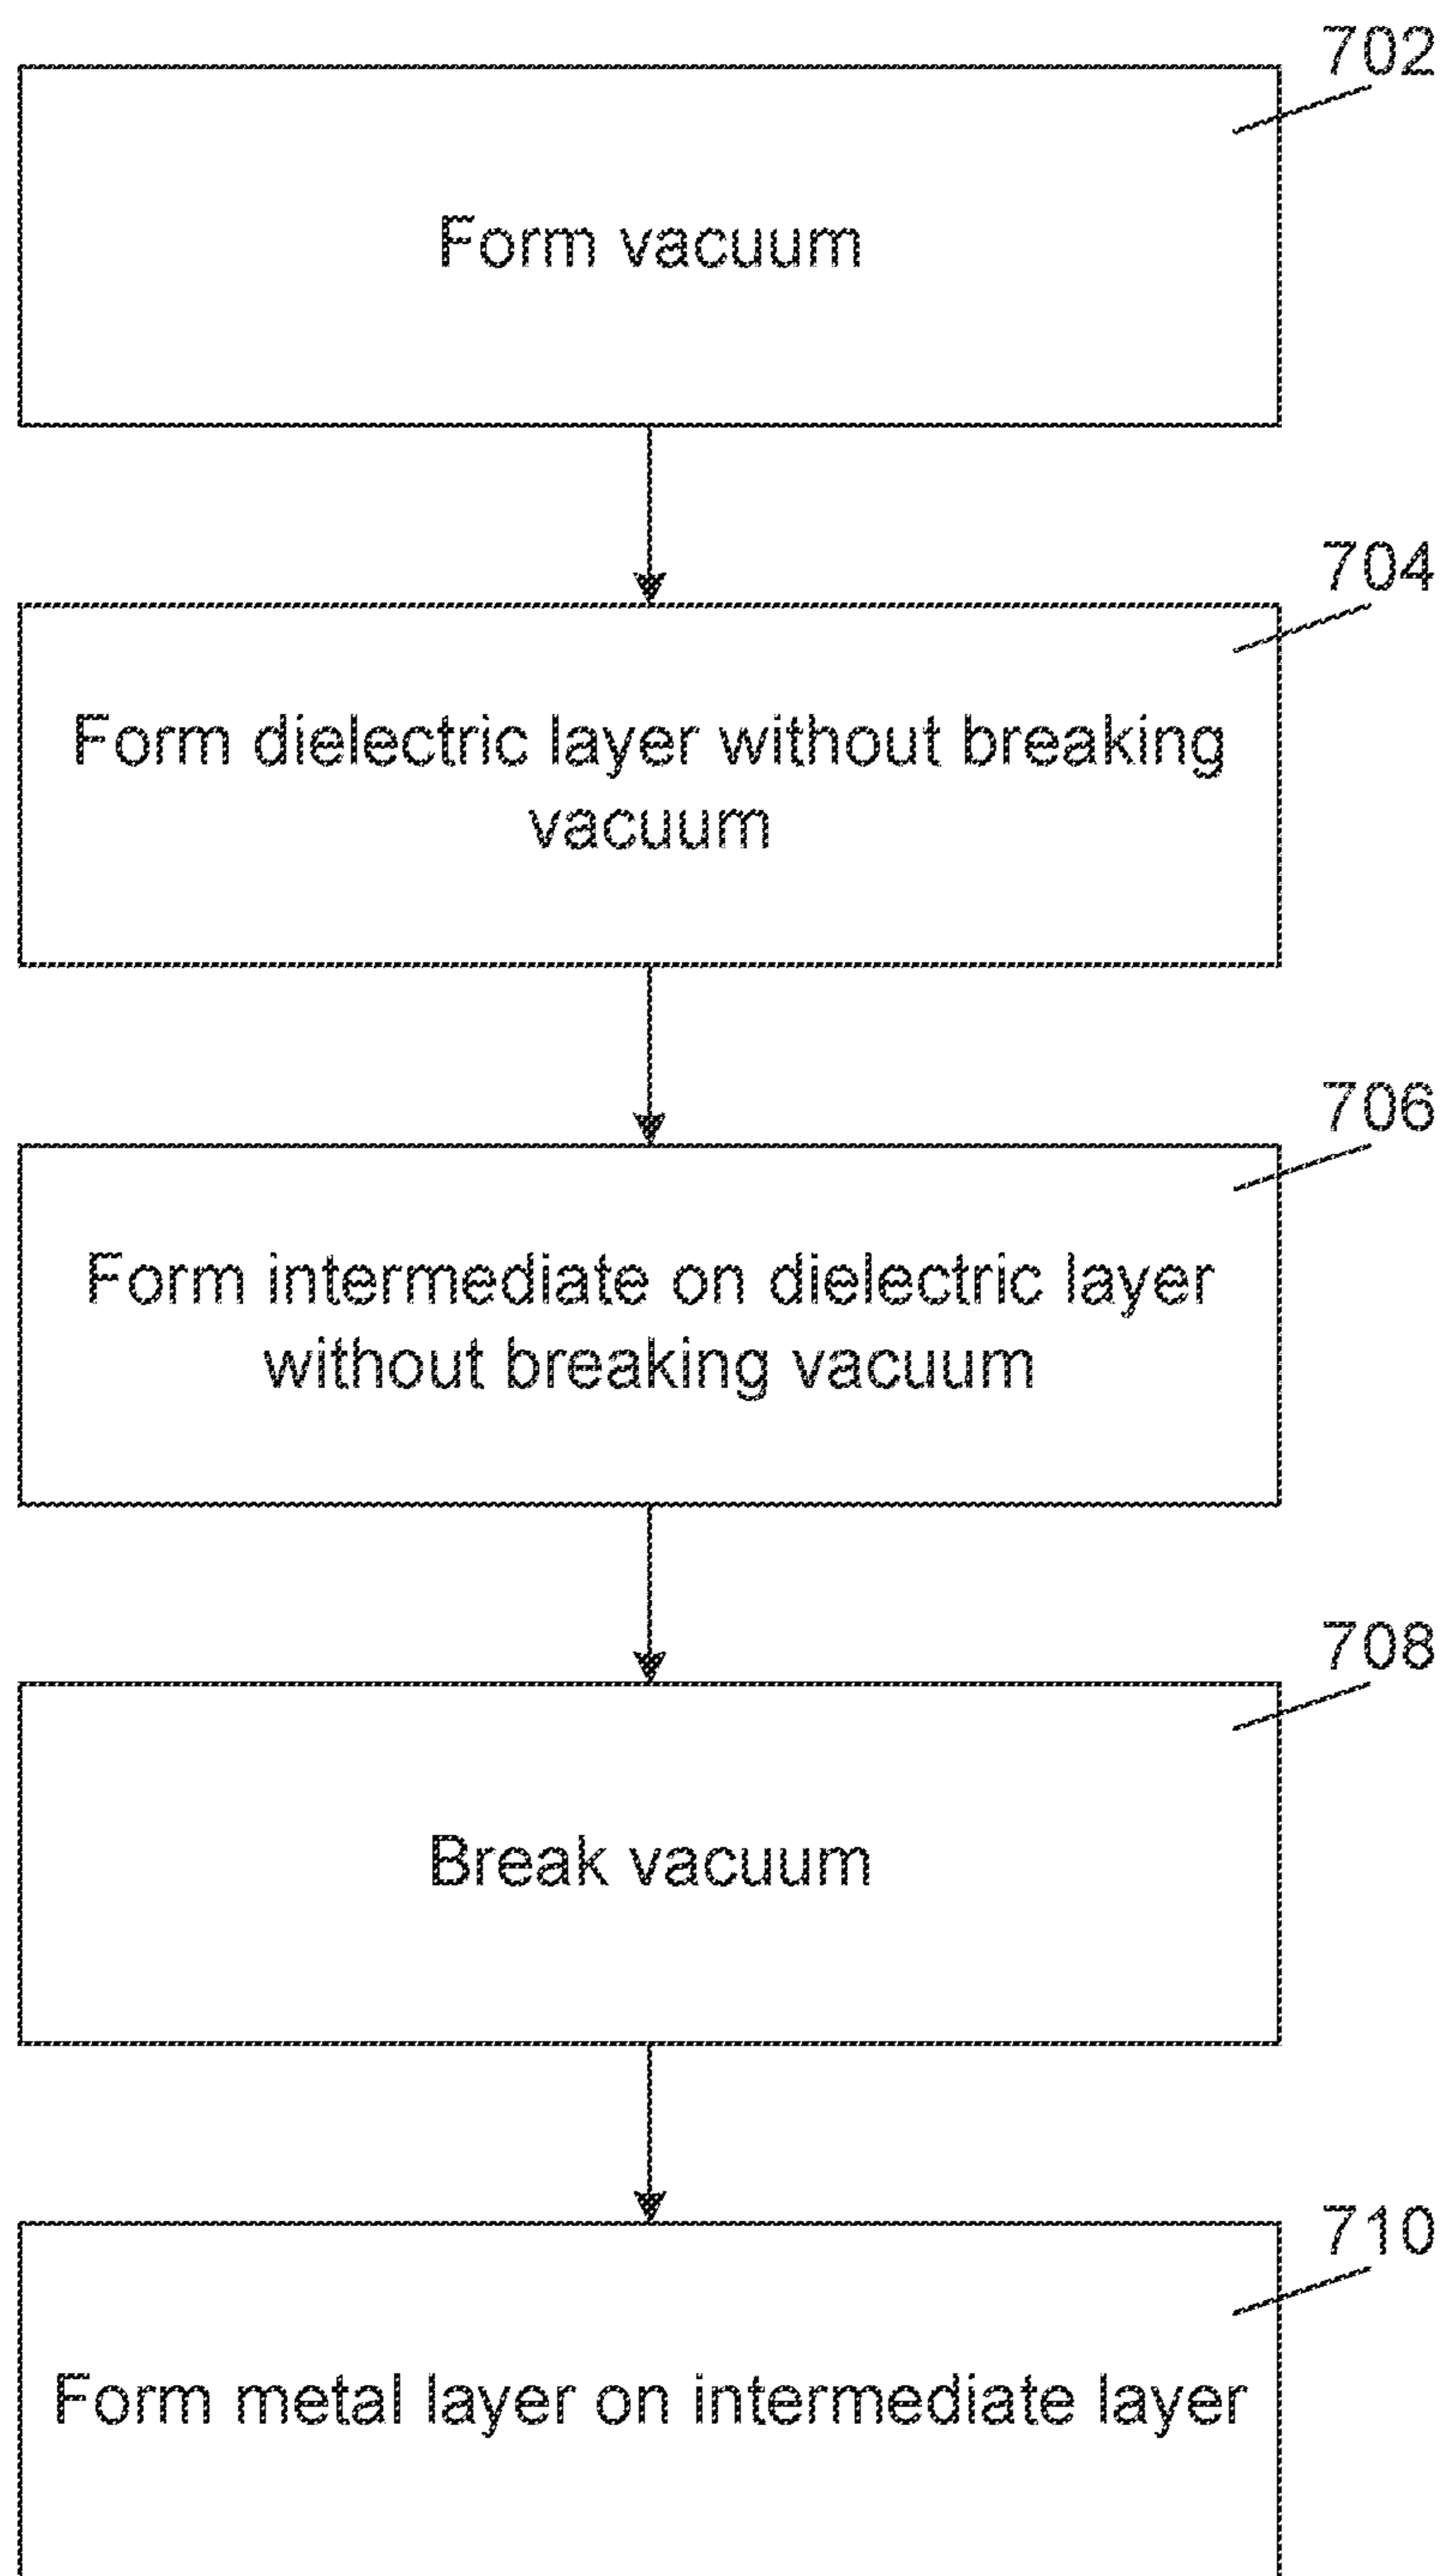 702
Form vacuum
704
Form dielectric layer without breaking
vacuum
706
Form intermediate on dielectric layer
without breaking vacuum
708
Break vacuum
710
Form metal layer on intermediate layer